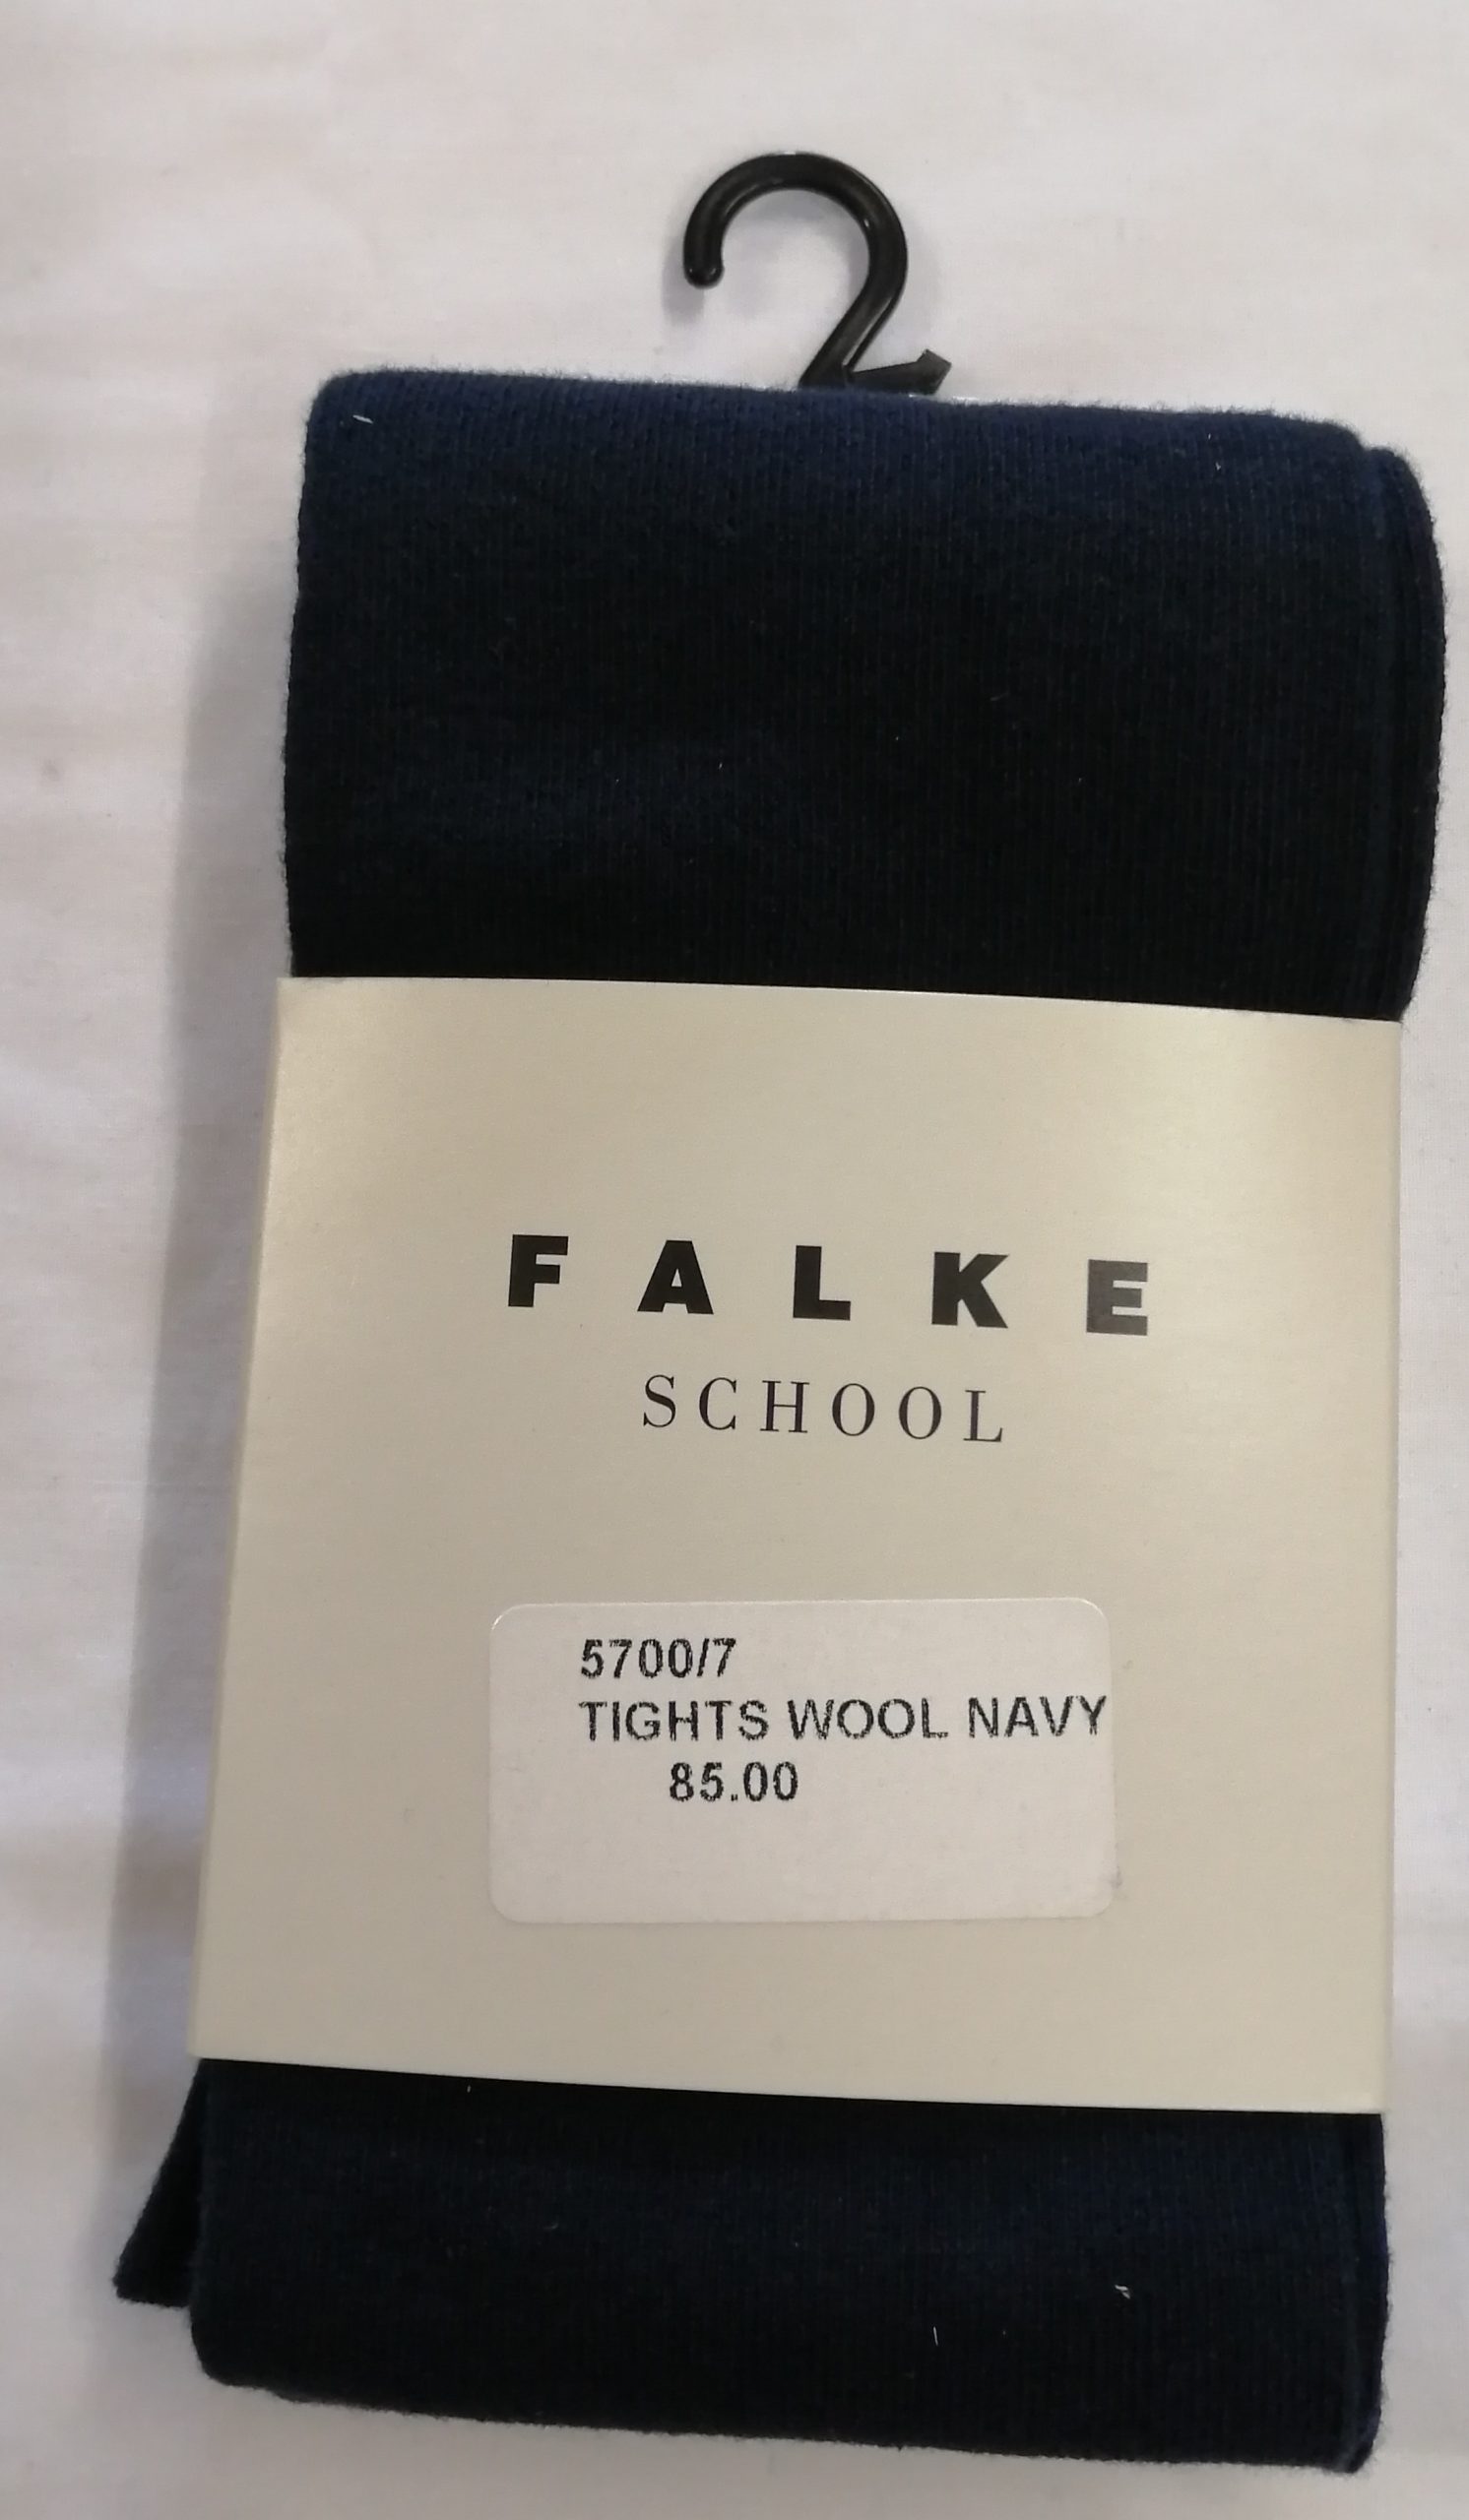 FALKE
SCHOOL
5700/7
TIGHTS WOOL NAVY
85.00